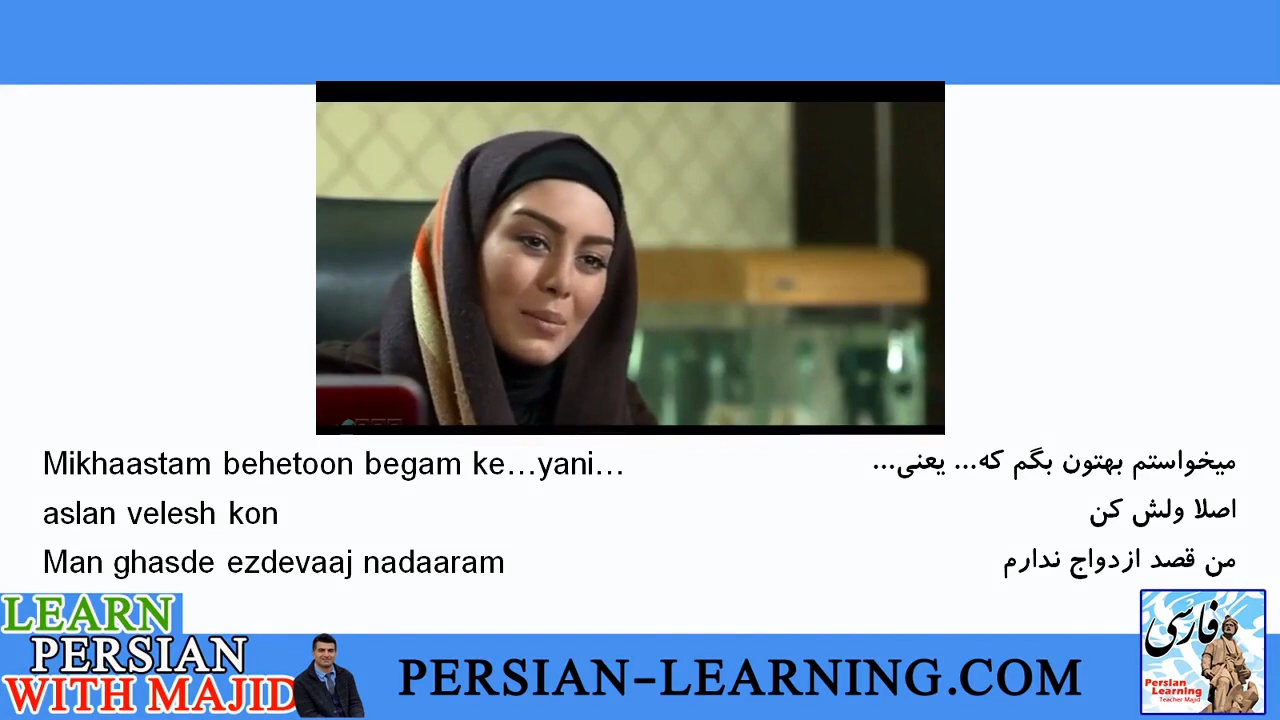 Mikhaastam behetoon begam ke...yani...
میخواستم بهتون بگم که... یعنی...
aslan velesh kon
اصلا ولش کن
Man ghasde ezdevaaj nadaaram
من قصد ازدواج ندارم
LEARN
PERSIAN
WITH MAJID
PERSIAN-LEARNING.COM
فارسی
Persian
Learning
Teacher Majid